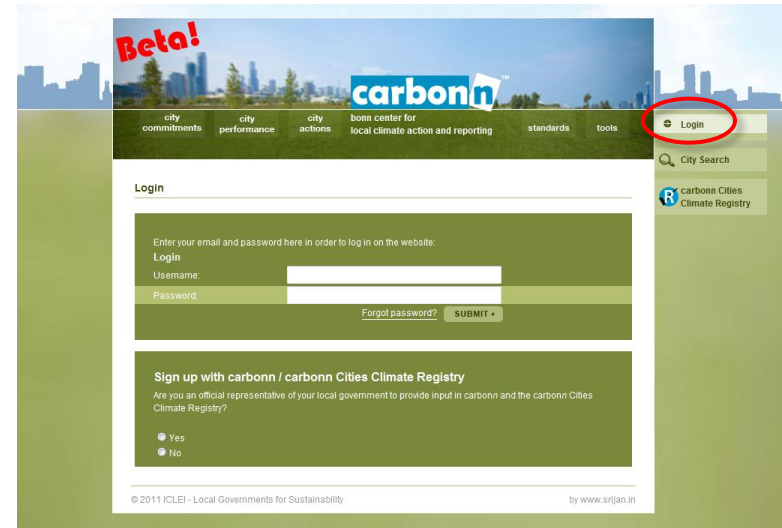 Beta!
carbonn™
city
commitments
city
performance
city
actions
bonn center for
local climate action and reporting
standards
tools
Login
City Search
R
carbonn Cities
Climate Registry
Login
Enter your email and password here in order to log in on the website:
Login
Username:
Password:
Forgot password?
SUBMIT
Sign up with carbonn / carbonn Cities Climate Registry
Are you an official representative of your local government to provide input in carbonn and the carbonn Cities
Climate Registry?
Yes
No
© 2011 ICLEI - Local Governments for Sustainability
by www.srijan.in